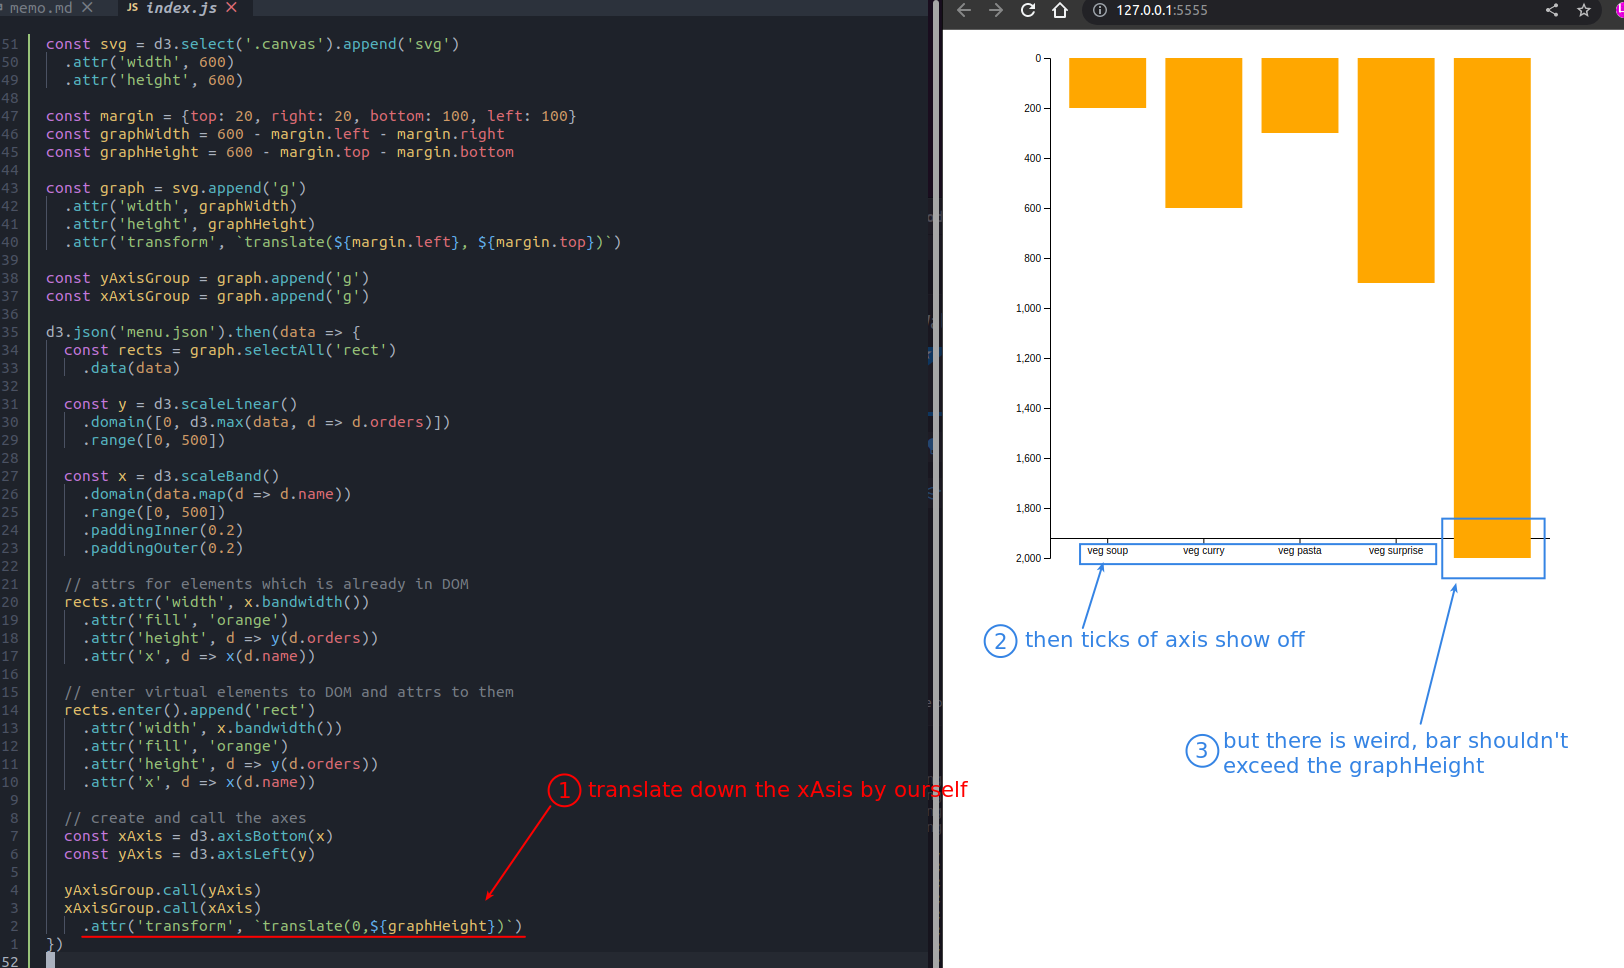 memo.md
JS index.js
127.0.0.1:5555
51 const svg = d3.select('.canvas').append('svg')
50 .attr('width', 600)
49 .attr('height', 600)
48
47 const margin = {top: 20, right: 20, bottom: 100, left: 100}
46 const graphWidth = 600 - margin.left - margin.right
45 const graphHeight = 600 - margin.top - margin.bottom
44
43 const graph = svg.append('g')
42 .attr('width', graphWidth)
41 .attr('height', graphHeight)
40 .attr('transform', `translate(${margin.left}, ${margin.top})`)
39
38 const yAxisGroup = graph.append('g')
37 const xAxisGroup = graph.append('g')
36
35 d3.json('menu.json').then(data => {
34 const rects = graph.selectAll('rect')
33 .data(data)
32
31 const y = d3.scaleLinear()
30 .domain([0, d3.max(data, d => d.orders)])
29 .range([0, 500])
28
27 const x = d3.scaleBand()
26 .domain(data.map(d => d.name))
25 .range([0, 500])
24 .paddingInner(0.2)
23 .paddingOuter(0.2)
22
21 // attrs for elements which is already in DOM
20 rects.attr('width', x.bandwidth())
19 .attr('fill', 'orange')
18 .attr('height', d => y(d.orders))
17 .attr('x', d => x(d.name))
16
15 // enter virtual elements to DOM and attrs to them
14 rects.enter().append('rect')
13 .attr('width', x.bandwidth())
12 .attr('fill', 'orange')
11 .attr('height', d => y(d.orders))
10 .attr('x', d => x(d.name))
9
8 // create and call the axes
7 const xAxis = d3.axisBottom(x)
6 const yAxis = d3.axisLeft(y)
5
4 yAxisGroup.call(yAxis)
3 xAxisGroup.call(xAxis)
2 .attr('transform', `translate(0,${graphHeight})`)
1 })
52
1 translate down the xAsis by ourself
0
200
400
600
800
1,000
1,200
1,400
1,600
1,800
2,000
veg soup veg curry veg pasta veg surprise
2 then ticks of axis show off
3 but there is weird, bar shouldn't
exceed the graphHeight